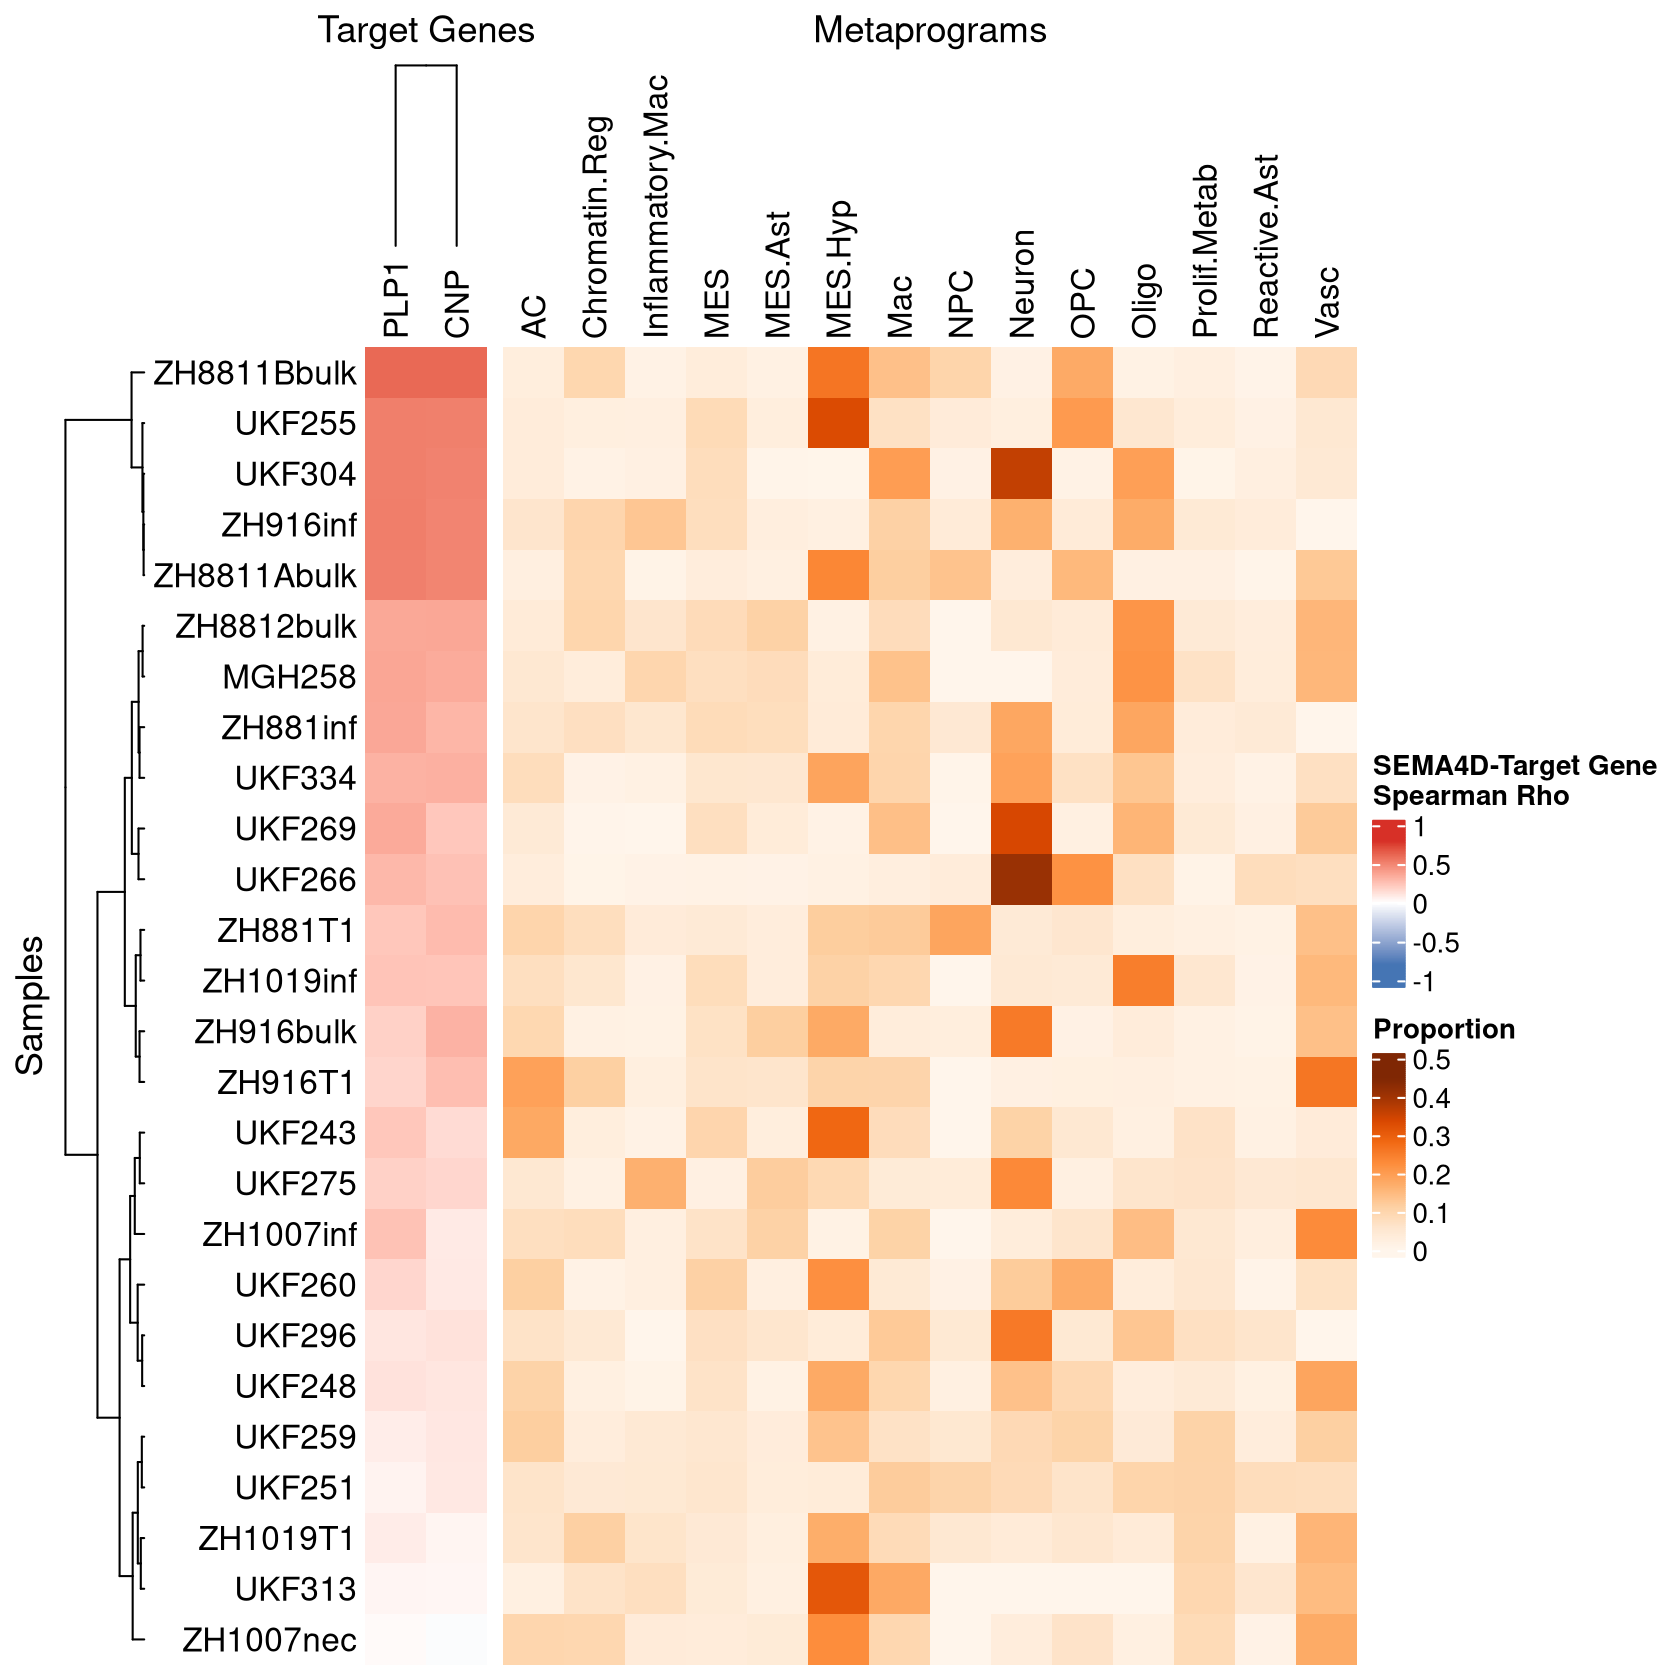 Target Genes
Metaprograms
PLP1
CNP
AC
Chromatin.Reg
Inflammatory.Mac
MES
MES.Ast
MES.Hyp
Mac
NPC
Neuron
OPC
Oligo
Prolif.Metab
Reactive.Ast
Vasc
Samples
ZH8811Bbulk
UKF255
UKF304
ZH916inf
ZH8811Abulk
ZH8812bulk
MGH258
ZH881inf
UKF334
UKF269
UKF266
ZH881T1
ZH1019inf
ZH916bulk
ZH916T1
UKF243
UKF275
ZH1007inf
UKF260
UKF296
UKF248
UKF259
UKF251
ZH1019T1
UKF313
ZH1007nec
SEMA4D-Target Gene
Spearman Rho
1
0.5
0
-0.5
-1
Proportion
0.5
0.4
0.3
0.2
0.1
0